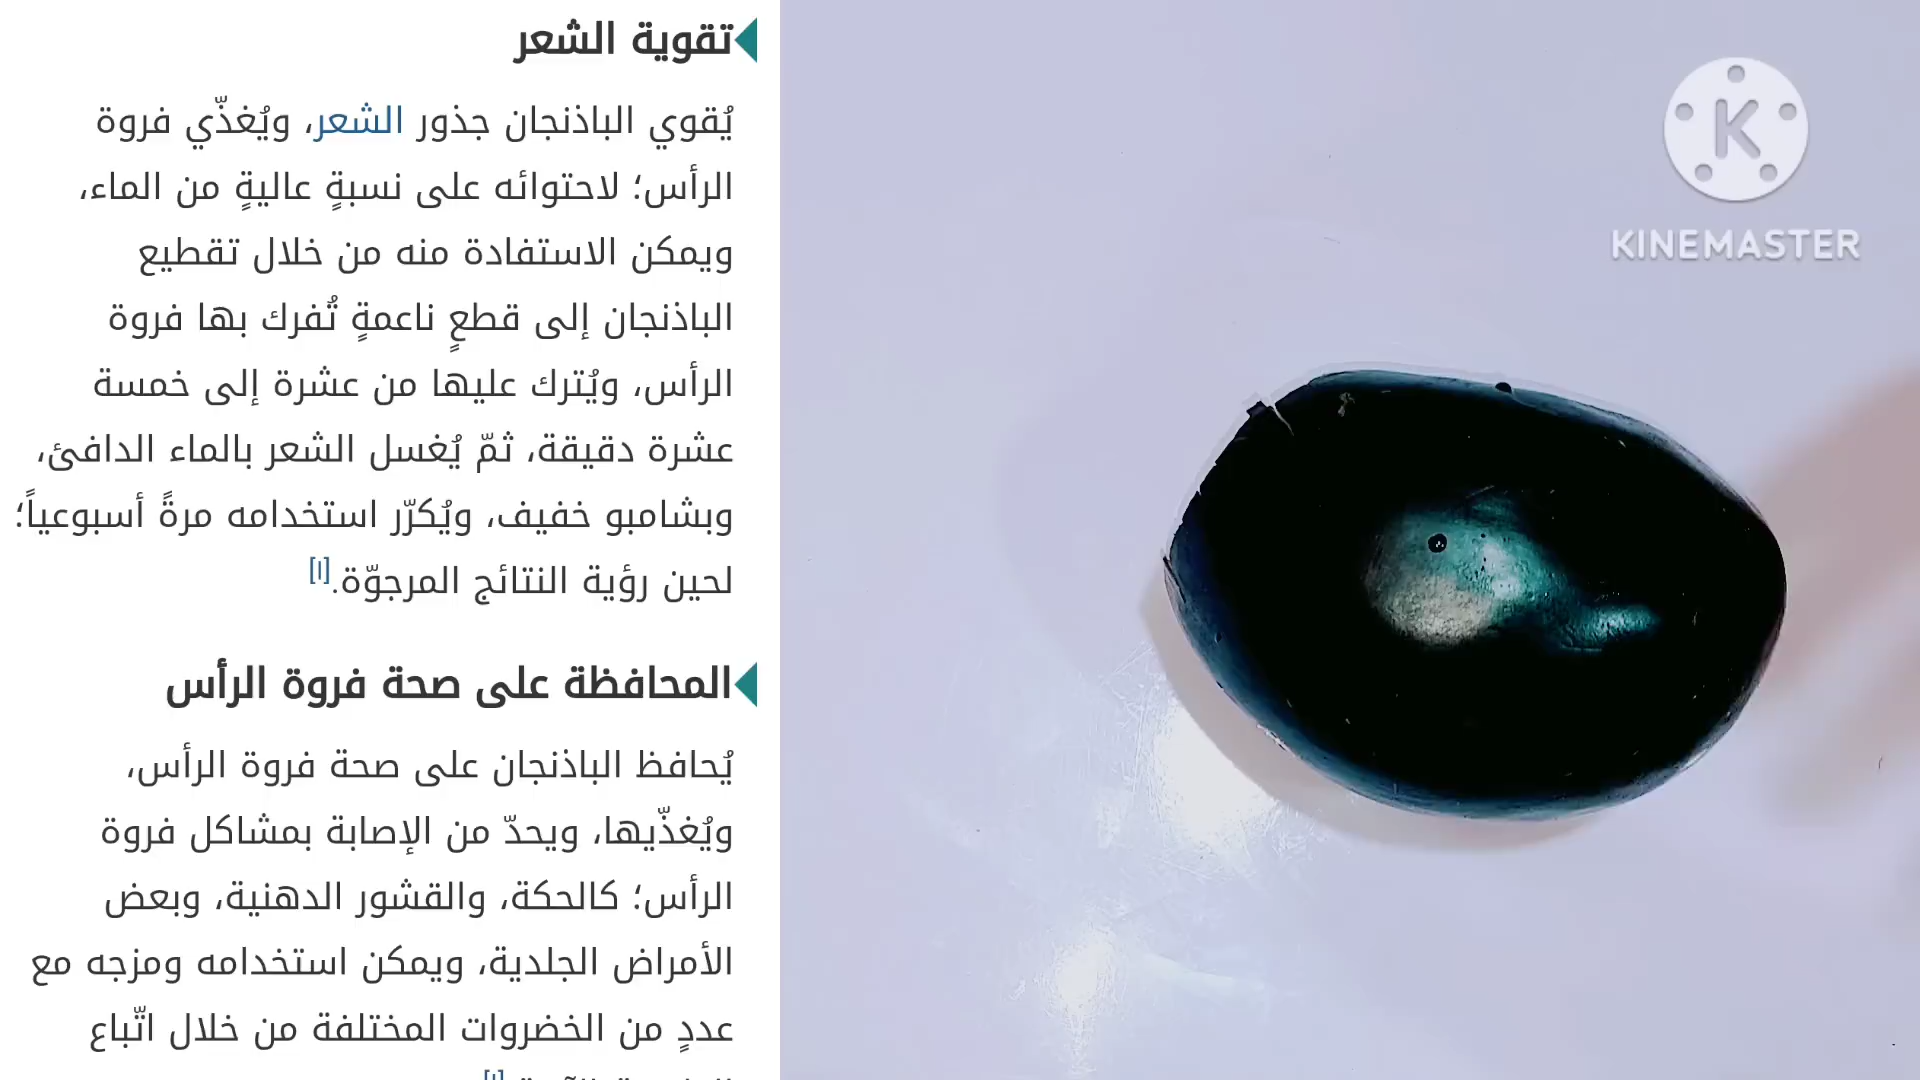 تقوية الشعر
يُقوي الباذنجان جذور الشعر، ويُغذّي فروة
الرأس؛ لاحتوائه على نسبةٍ عاليةٍ من الماء،
ويمكن الاستفادة منه من خلال تقطيع
الباذنجان إلى قطعٍ ناعمةٍ تُفرك بها فروة
الرأس، ويُترك عليها من عشرة إلى خمسة
عشرة دقيقة، ثمّ يُغسل الشعر بالماء الدافئ،
وبشامبو خفيف، ويُكرّر استخدامه مرةً أسبوعياً؛
لحين رؤية النتائج المرجوّة.[١]
المحافظة على صحة فروة الرأس
يُحافظ الباذنجان على صحة فروة الرأس،
ويُغذّيها، ويحدّ من الإصابة بمشاكل فروة
الرأس؛ كالحكة، والقشور الدهنية، وبعض
الأمراض الجلدية، ويمكن استخدامه ومزجه مع
عددٍ من الخضروات المختلفة من خلال اتّباع
K
KINEMASTER